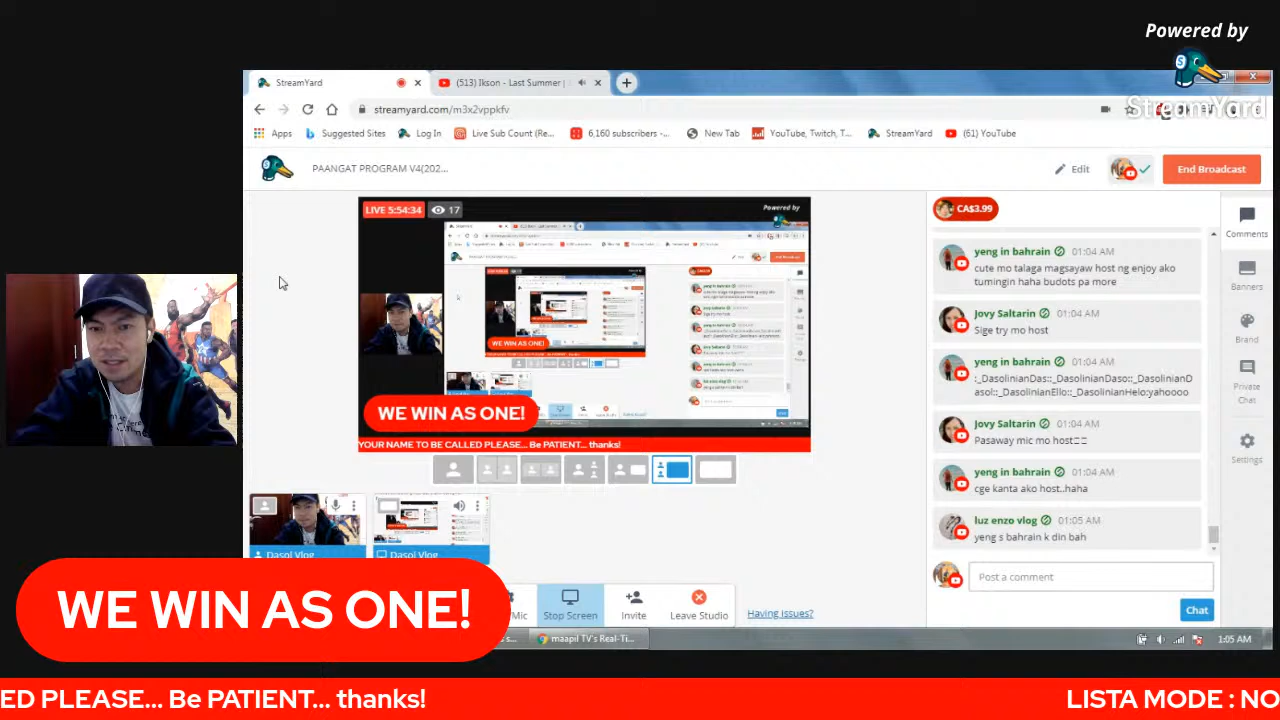 Powered by
StreamYard
StreamYard
(513) Ikson - Last Summer |
streamyard.com/m3x2vppkfv
Apps
Suggested Sites
Log In
Live Sub Count (Re...
6,160 subscribers -...
New Tab
YouTube, Twitch, T...
StreamYard
(61) YouTube
PAANGAT PROGRAM V4(202...
Edit
End Broadcast
LIVE 5:54:34
17
Powered by
CA$3.99
Comments
yeng in bahrain 01:04 AM
cute mo talaga magsayaw host ng enjoy ako
tumingin haha budots pa more
Banners
Jovy Saltarin 01:04 AM
Sige try mo host
Brand
yeng in bahrain 01:04 AM
:_DasolinianDas::_DasolinianDaso::_DasolinianD
asol::_DasolinianEllo::_DasolinianHelo:yahoooo
Private
Chat
WE WIN AS ONE!
WE WIN AS ONE!
YOUR NAME TO BE CALLED PLEASE... Be PATIENT... thanks!
Jovy Saltarin 01:04 AM
Pasaway mic mo host□□
Settings
yeng in bahrain 01:04 AM
cge kanta ako host..haha
luz enzo vlog 01:05 AM
yeng s bahrain k din bah
Dasol Vlog
Dasol Vlog
Post a comment
Chat
Mic
Stop Screen
Invite
Leave Studio
Having issues?
maapil TV's Real-Ti...
1:05 AM
WE WIN AS ONE!
ED PLEASE... Be PATIENT... thanks!
LISTA MODE : NO